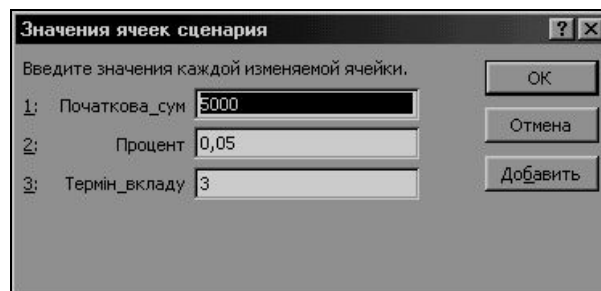 Значения ячеек сценария
Введите значения каждой изменяемой ячейки.
1: Початкова_сум 5000
2: Процент 0,05
3: Термін_вкладу 3
ОК
Отмена
Добавить